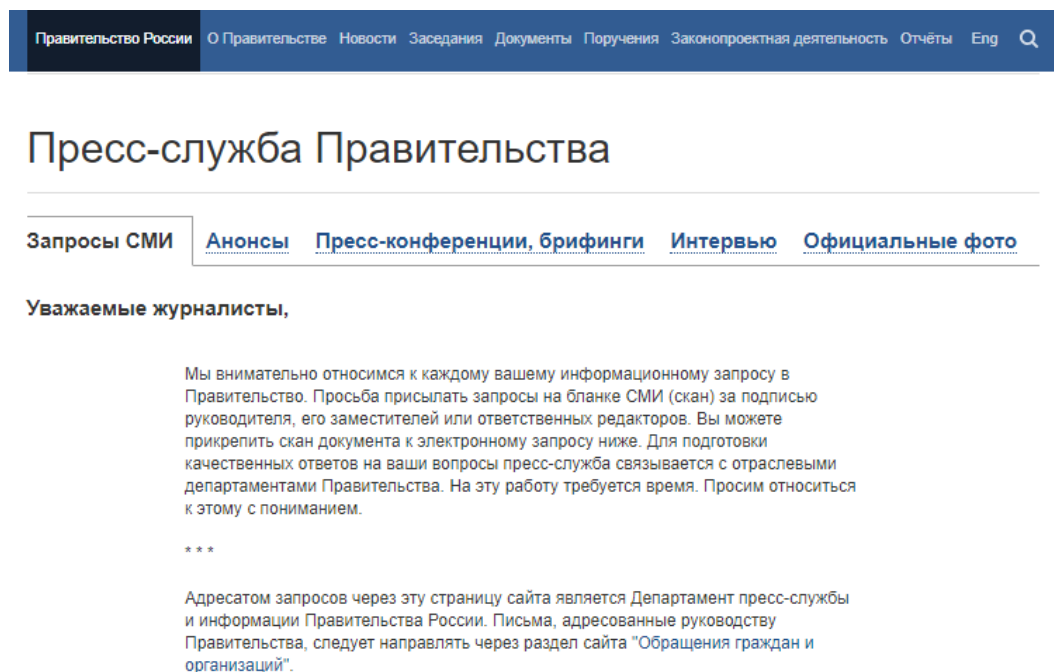 Правительство России О Правительстве Новости Заседания Документы Поручения Законопроектная деятельность Отчёты Eng
Пресс-служба Правительства
Запросы СМИ Анонсы Пресс-конференции, брифинги Интервью Официальные фото
Уважаемые журналисты,
Мы внимательно относимся к каждому вашему информационному запросу в
Правительство. Просьба присылать запросы на бланке СМИ (скан) за подписью
руководителя, его заместителей или ответственных редакторов. Вы можете
прикрепить скан документа к электронному запросу ниже. Для подготовки
качественных ответов на ваши вопросы пресс-служба связывается с отраслевыми
департаментами Правительства. На эту работу требуется время. Просим относиться
к этому с пониманием.
* * *
Адресатом запросов через эту страницу сайта является Департамент пресс-службы
и информации Правительства России. Письма, адресованные руководству
Правительства, следует направлять через раздел сайта "Обращения граждан и
организаций".